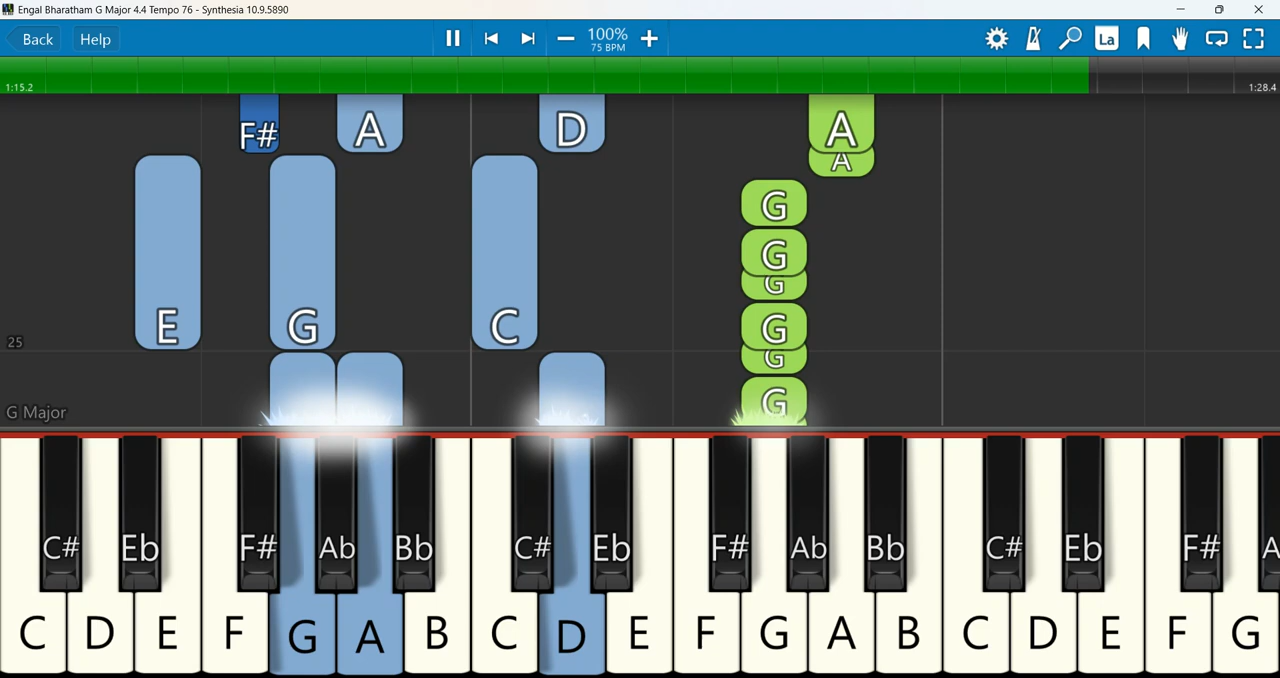 Engal Bharatham G Major 4.4 Tempo 76 - Synthesia 10.9.5890
Back Help 100% La
75 BPM
1:15.2 1:28.4
F# A D A
A
G
G
G
E G C G
25
G
G Major G
C# Eb F# Ab Bb C# Eb F# Ab Bb C# Eb F# A
C D E F G A B C D E F G A B C D E F G